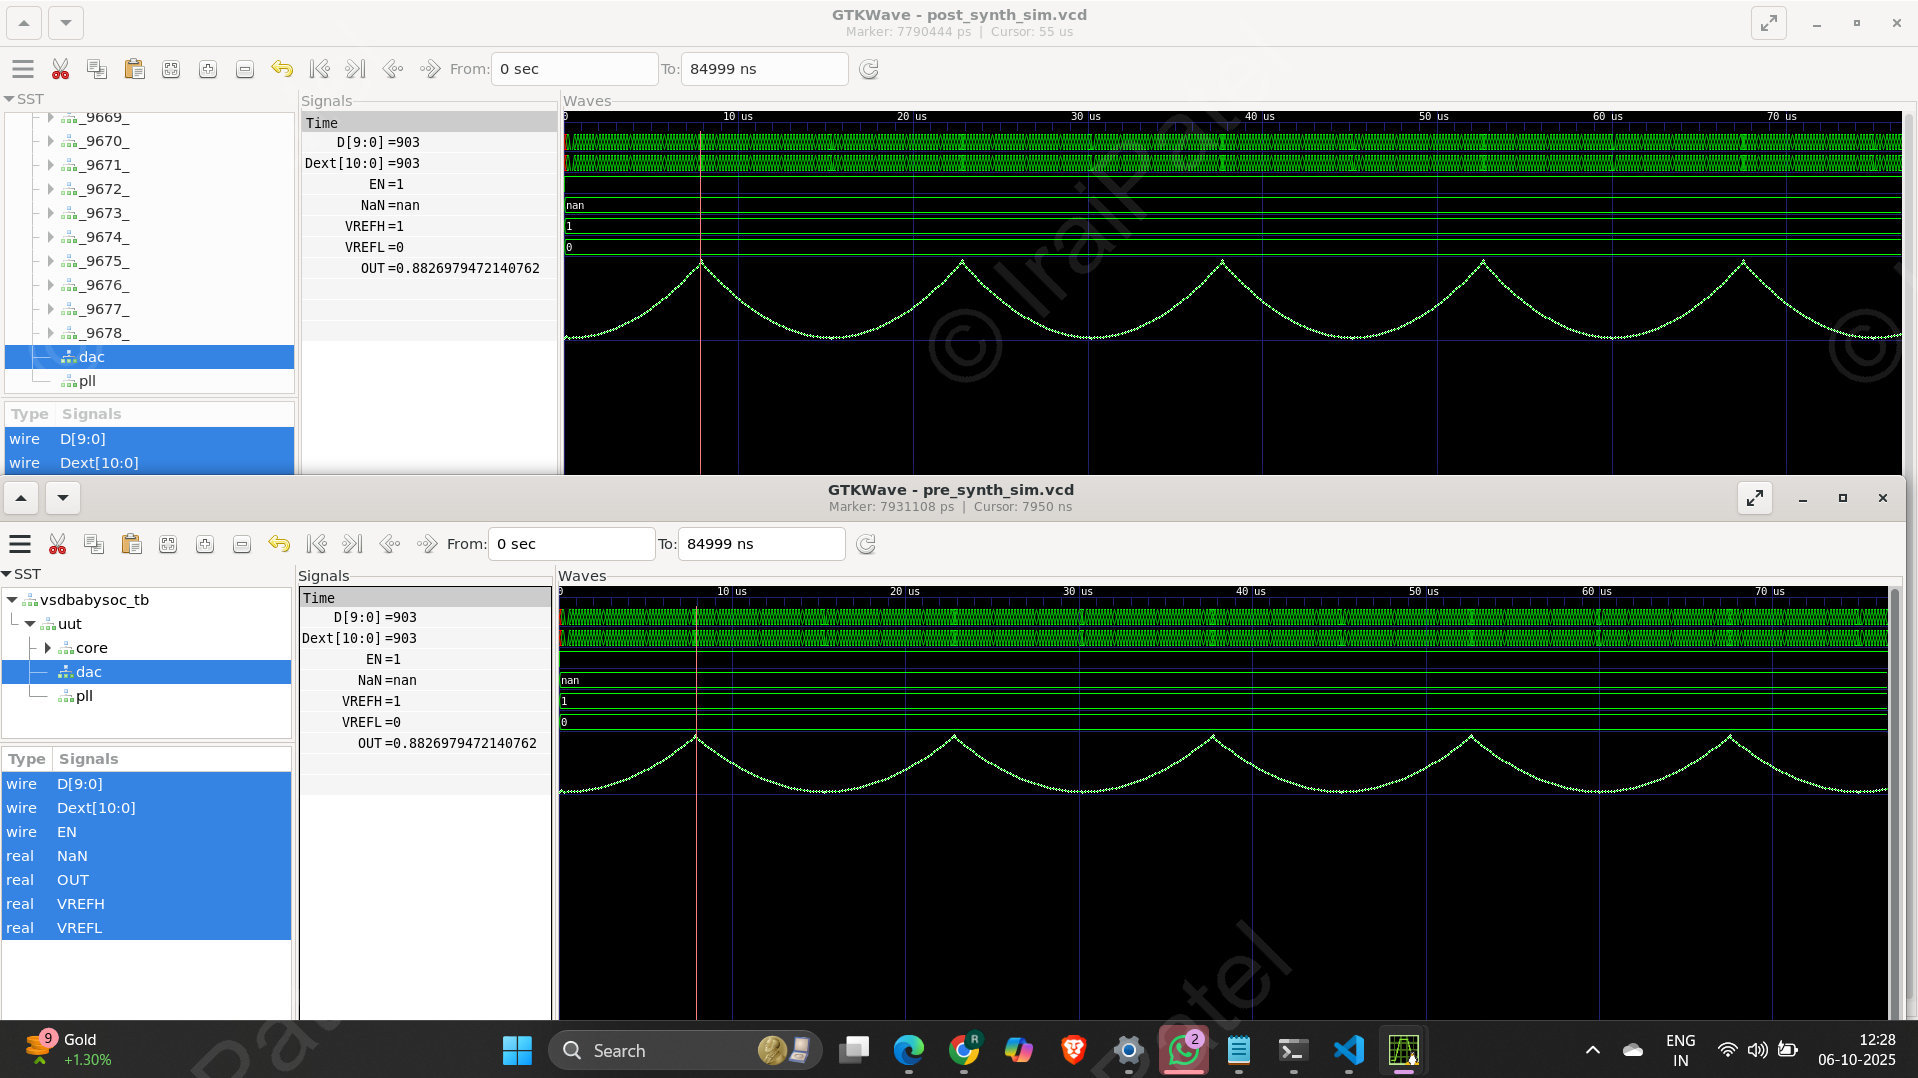 GTKWave - post_synth_sim.vcd
Marker: 7790444 ps | Cursor: 55 us
From: 0 sec To: 84999 ns
SST
_9669_
_9670_
_9671_
_9672_
_9673_
_9674_
_9675_
_9676_
_9677_
_9678_
dac
pll
Type Signals
wire D[9:0]
wire Dext[10:0]
Signals
Time
D[9:0] =903
Dext[10:0] =903
EN =1
NaN =nan
VREFH =1
VREFL =0
OUT =0.8826979472140762
Waves
0 10 us 20 us 30 us 40 us 50 us 60 us 70 us
nan
1
0
© IraiPatel
©
GTKWave - pre_synth_sim.vcd
Marker: 7931108 ps | Cursor: 7950 ns
From: 0 sec To: 84999 ns
SST
vsdbabysoc_tb
uut
core
dac
pll
Type Signals
wire D[9:0]
wire Dext[10:0]
wire EN
real NaN
real OUT
real VREFH
real VREFL
Signals
Time
D[9:0] =903
Dext[10:0] =903
EN =1
NaN =nan
VREFH =1
VREFL =0
OUT =0.8826979472140762
Waves
0 10 us 20 us 30 us 40 us 50 us 60 us 70 us
nan
1
0
Patel
Patel
9
Gold
+1.30%
Search
R
2
ENG
IN
12:28
06-10-2025